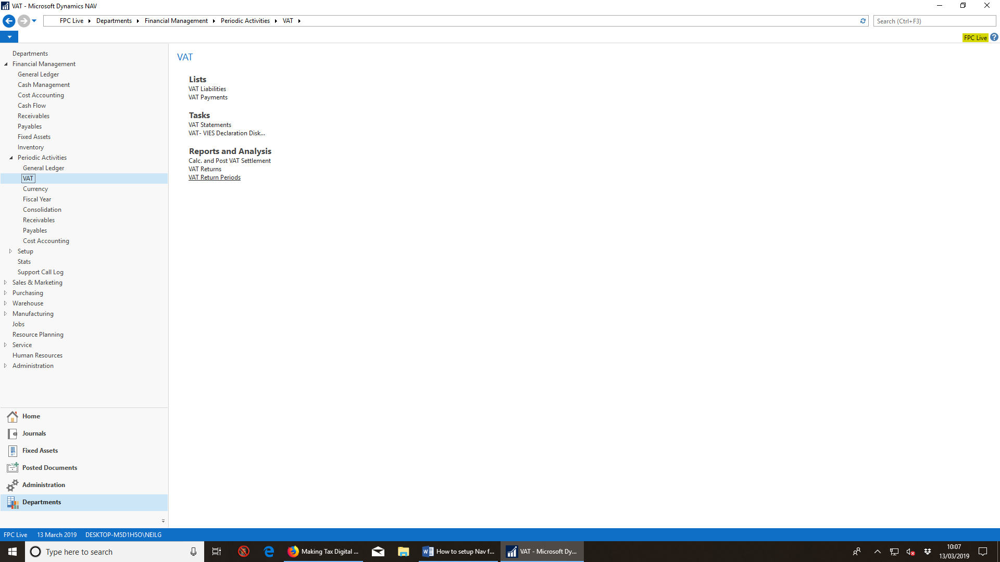 VAT - Microsoft Dynamics NAV
FPC Live Departments Financial Management Periodic Activities VAT
Search (Ctrl+F3)
FPC Live
Departments
Financial Management
General Ledger
Cash Management
Cost Accounting
Cash Flow
Receivables
Payables
Fixed Assets
Inventory
Periodic Activities
General Ledger
VAT
Currency
Fiscal Year
Consolidation
Receivables
Payables
Cost Accounting
Setup
Stats
Support Call Log
Sales & Marketing
Purchasing
Warehouse
Manufacturing
Jobs
Resource Planning
Service
Human Resources
Administration
Home
Journals
Fixed Assets
Posted Documents
Administration
Departments
VAT
Lists
VAT Liabilities
VAT Payments
Tasks
VAT Statements
VAT- VIES Declaration Disk...
Reports and Analysis
Calc. and Post VAT Settlement
VAT Returns
VAT Return Periods
FPC Live 13 March 2019 DESKTOP-M5D1H5O\NEILG
Type here to search
Making Tax Digital ...
How to setup Nav f...
VAT - Microsoft Dy...
10:07
13/03/2019